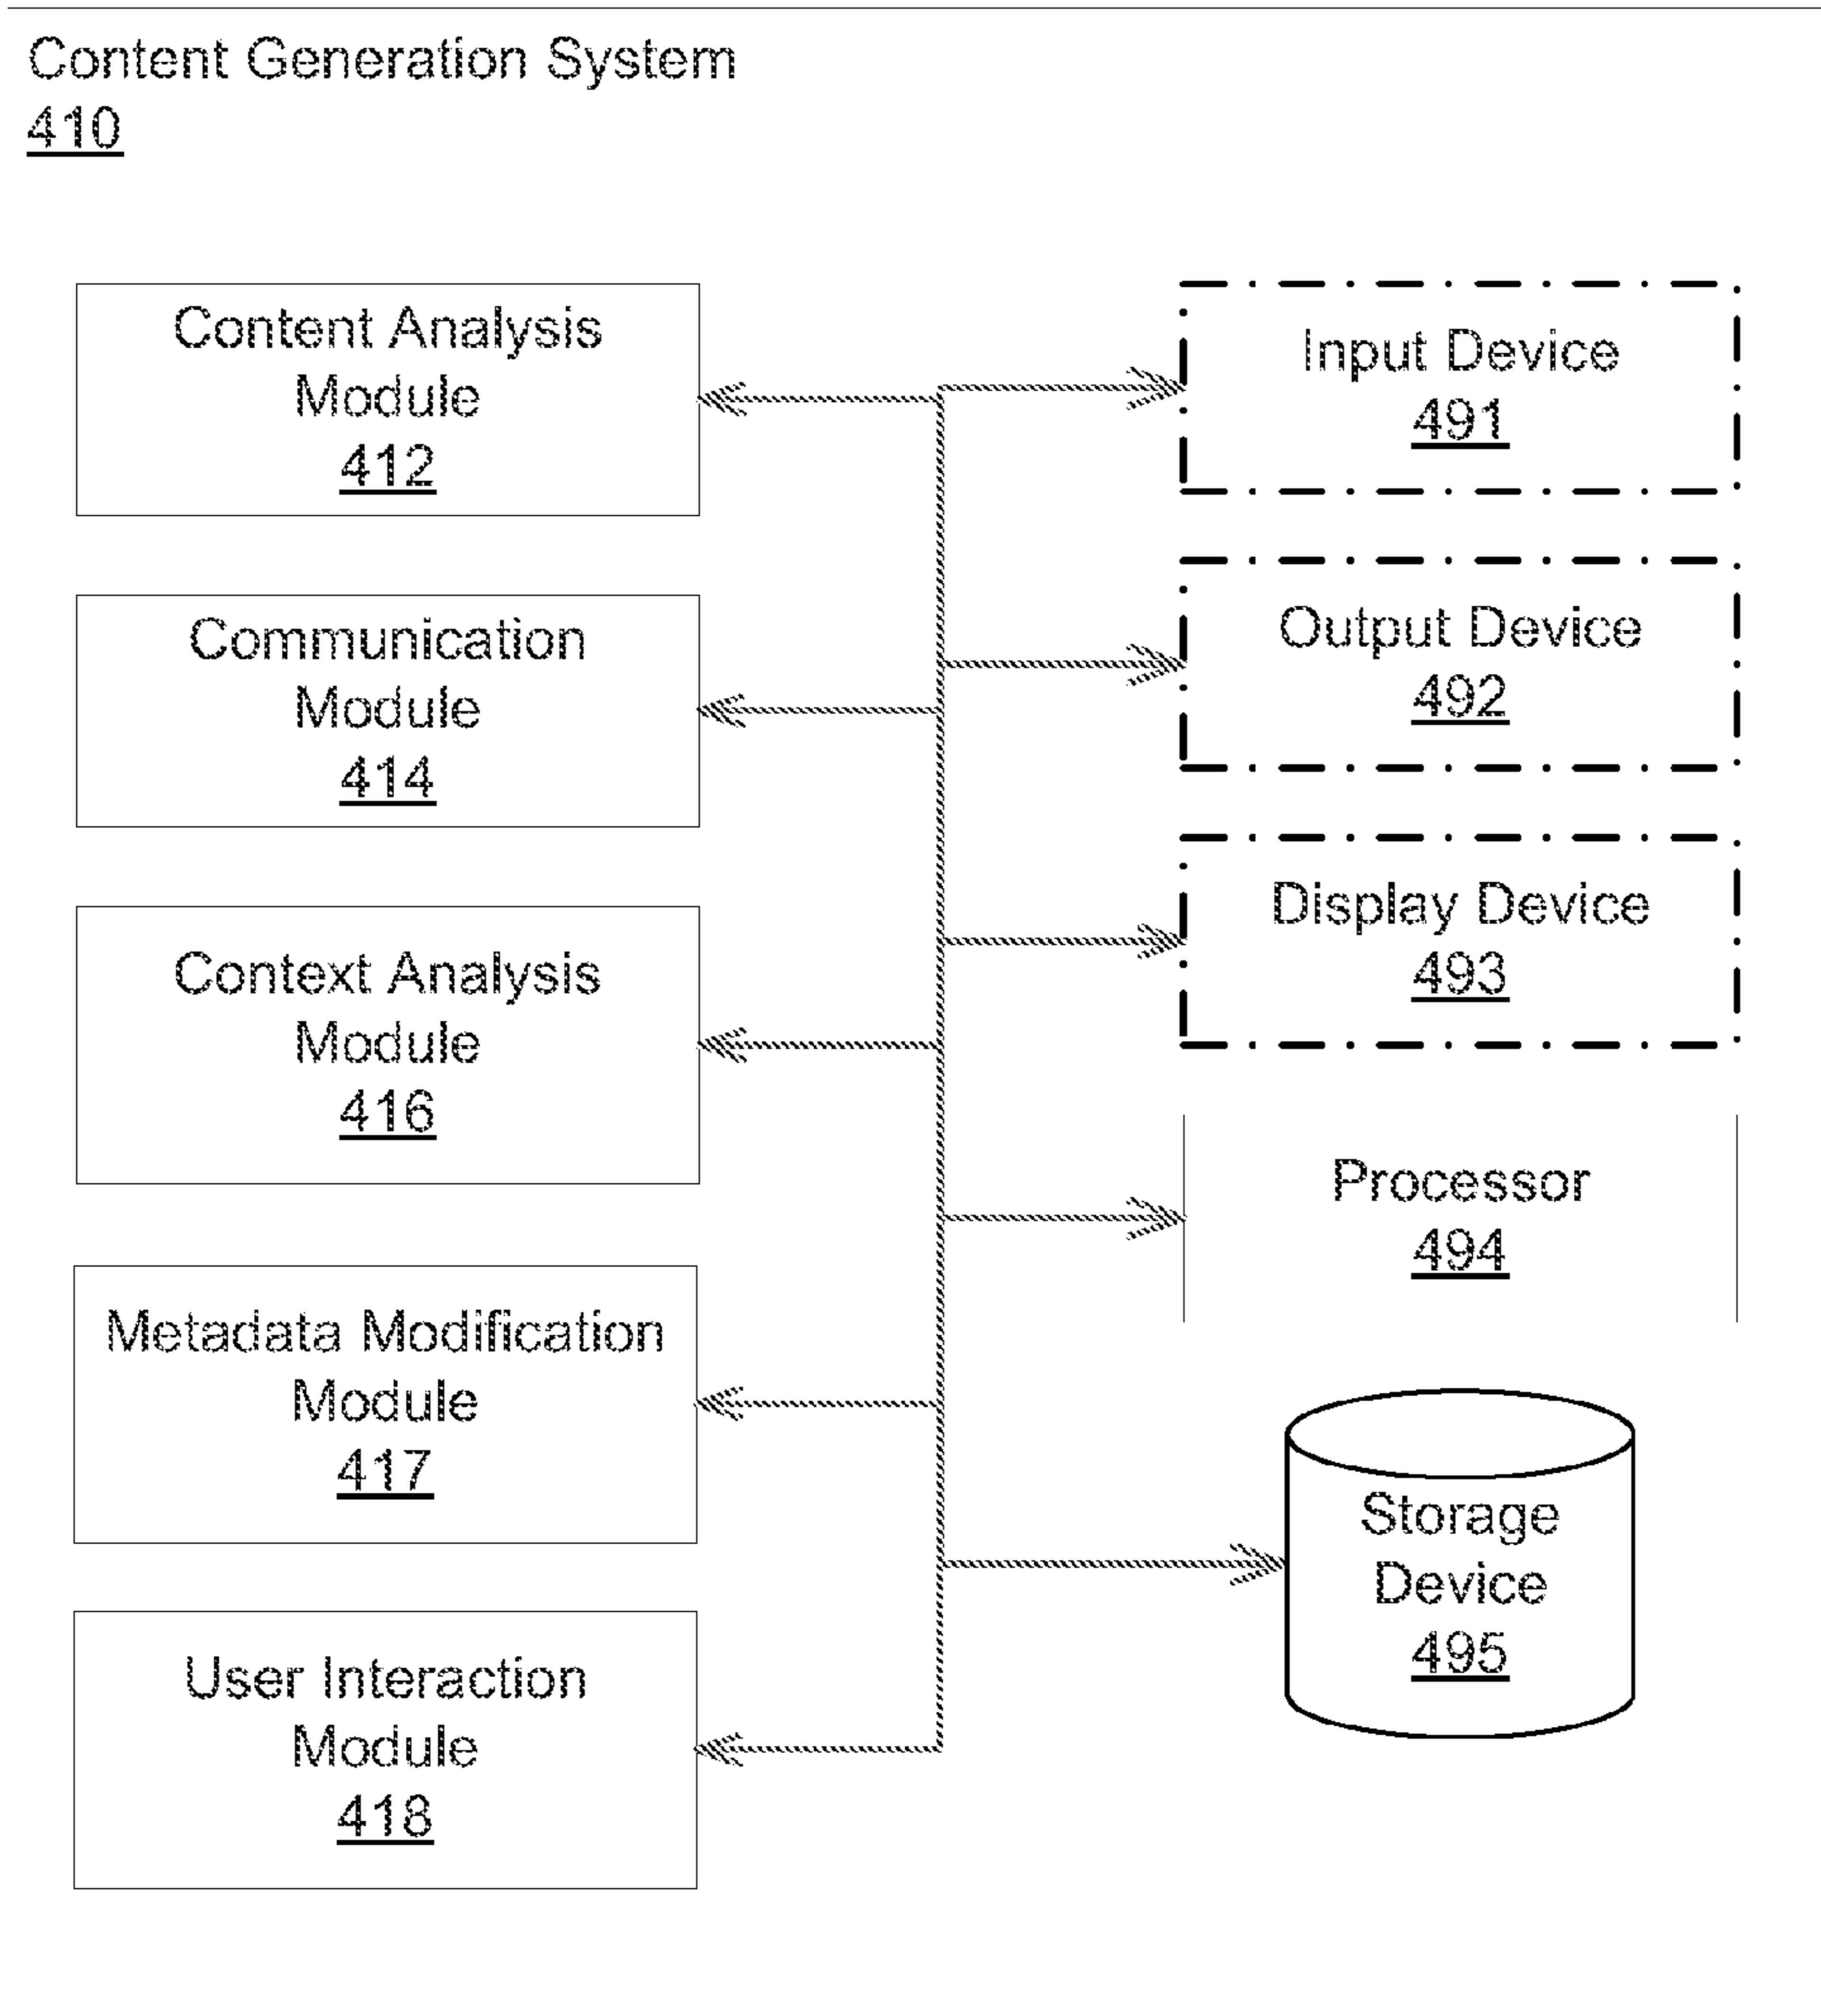 Content Generation System
410
Content Analysis
Module
412
Communication
Module
414
Context Analysis
Module
416
Metadata Modification
Module
417
User Interaction
Module
418
Input Device
491
Output Device
492
Display Device
493
Processor
494
Storage
Device
495